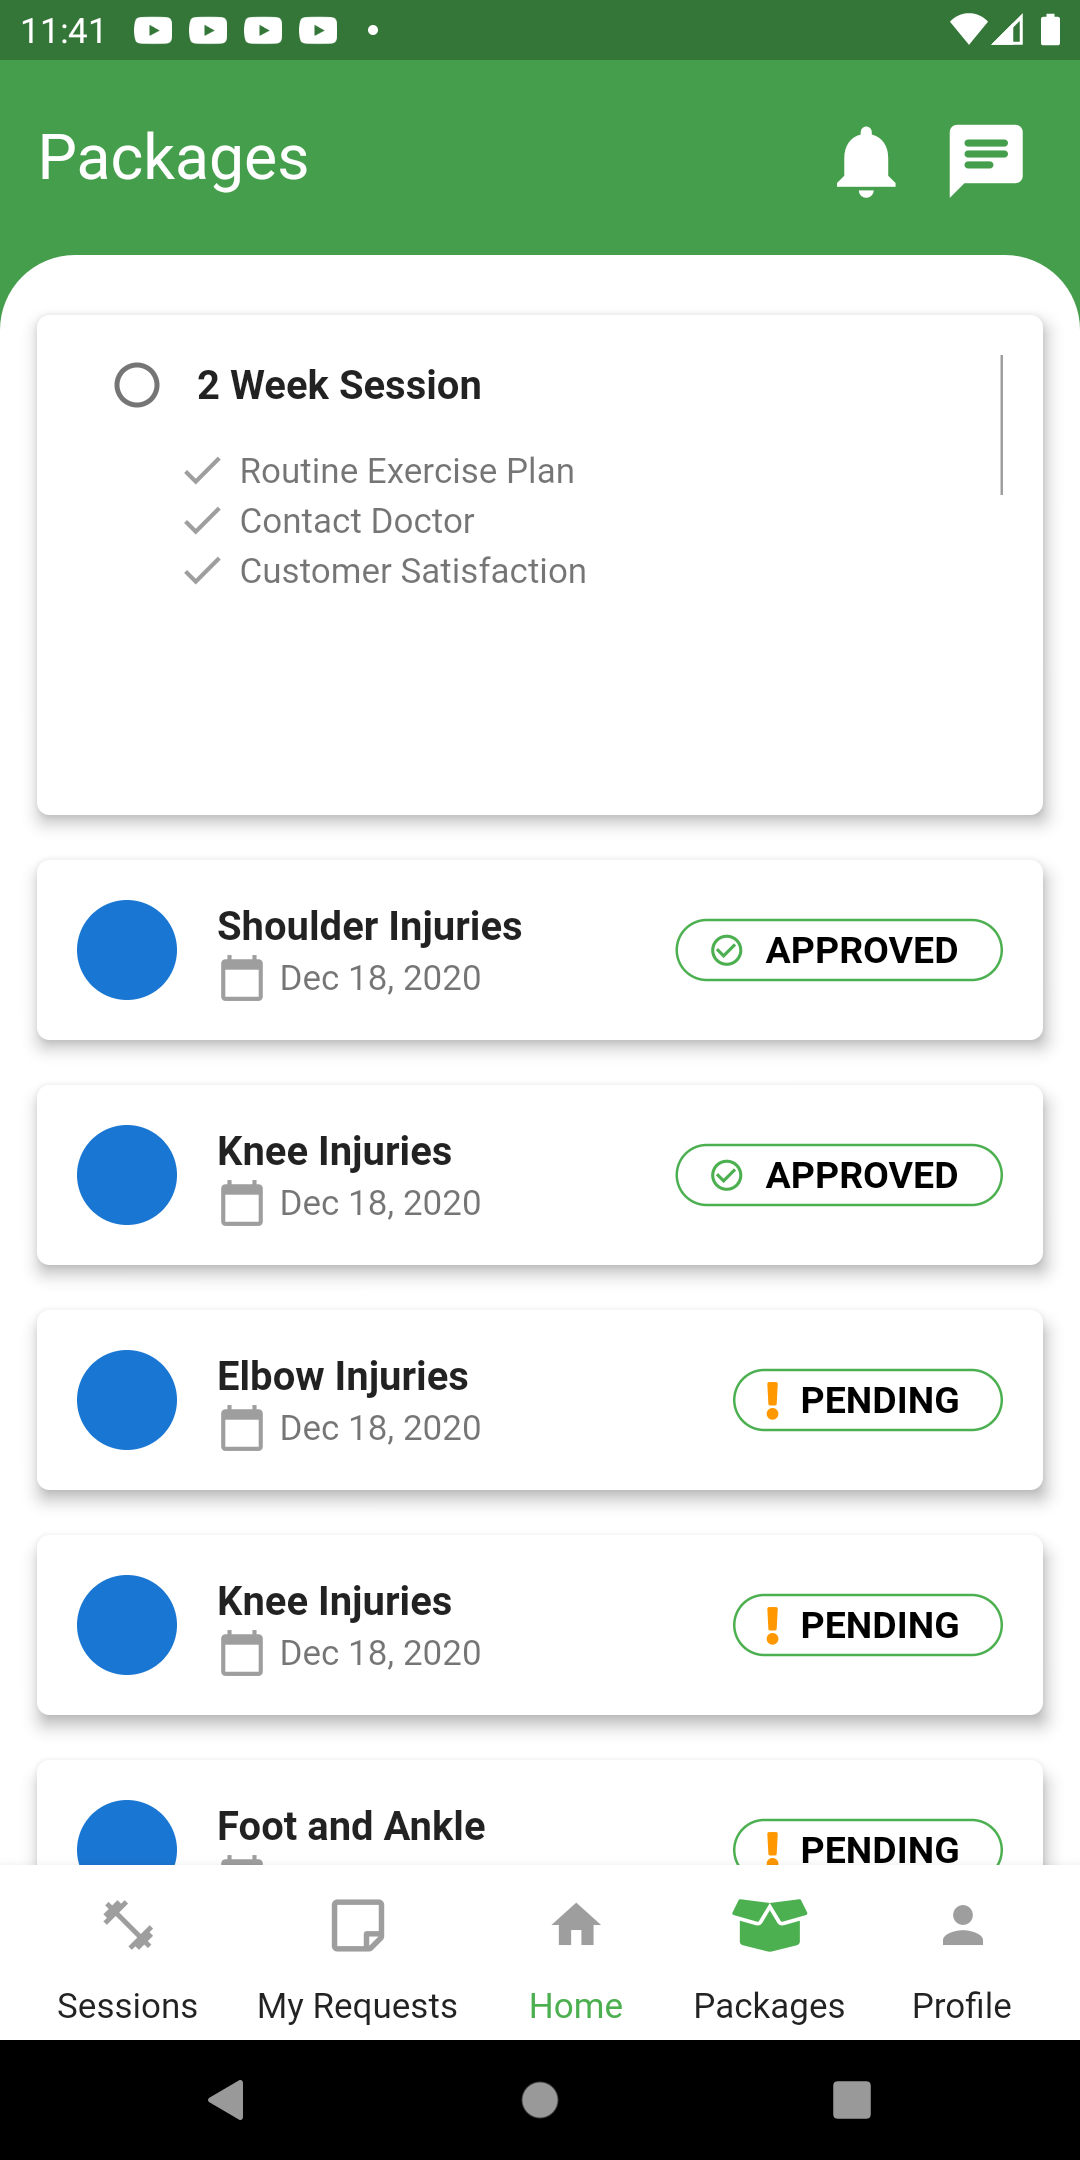 11:41
Packages
2 Week Session
Routine Exercise Plan
Contact Doctor
Customer Satisfaction
Shoulder Injuries
Dec 18, 2020
APPROVED
Knee Injuries
Dec 18, 2020
APPROVED
Elbow Injuries
Dec 18, 2020
PENDING
Knee Injuries
Dec 18, 2020
PENDING
Foot and Ankle
PENDING
Sessions
My Requests
Home
Packages
Profile